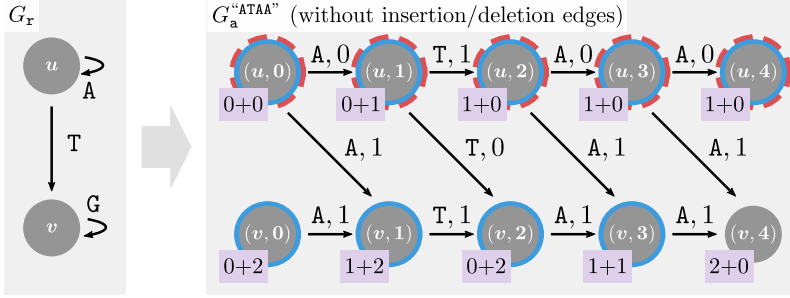 G_r
G_a^"ATAA" (without insertion/deletion edges)
A, 0
T, 1
A, 0
A, 0
u
(u, 0)
(u, 1)
(u, 2)
(u, 3)
(u, 4)
A
0+0
0+1
1+0
1+0
1+0
T
A, 1
T, 0
A, 1
A, 1
G
A, 1
T, 1
A, 1
A, 1
v
(v, 0)
(v, 1)
(v, 2)
(v, 3)
(v, 4)
0+2
1+2
0+2
1+1
2+0